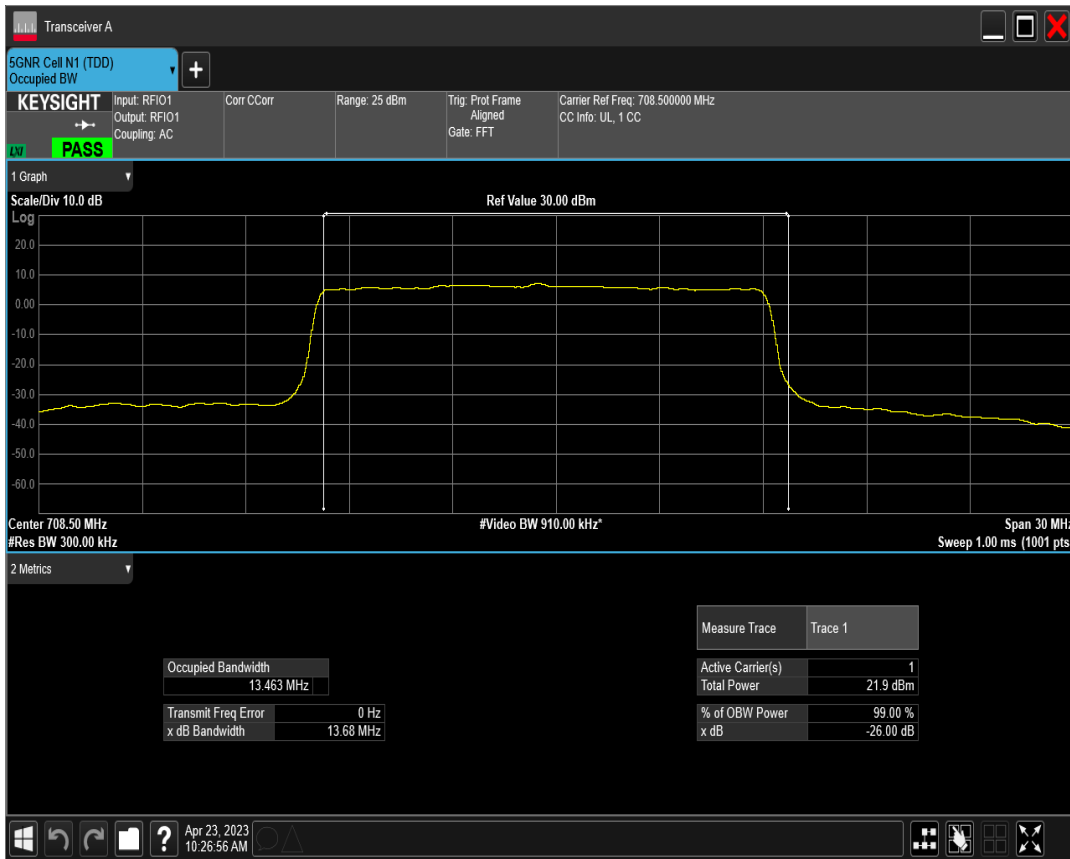 Transceiver A
5GNR Cell N1 (TDD)
Occupied BW
+
KEYSIGHT
LXI
PASS
Input: RFIO1
Output: RFIO1
Coupling: AC
Corr CCorr
Range: 25 dBm
Trig: Prot Frame
Aligned
Gate: FFT
Carrier Ref Freq: 708.500000 MHz
CC Info: UL, 1 CC
1 Graph
Scale/Div 10.0 dB
Ref Value 30.00 dBm
Log
20.0
10.0
0.00
-10.0
-20.0
-30.0
-40.0
-50.0
-60.0
Center 708.50 MHz
#Video BW 910.00 kHz*
Span 30 MHz
#Res BW 300.00 kHz
Sweep 1.00 ms (1001 pts
2 Metrics
Measure Trace Trace 1
Occupied Bandwidth
13.463 MHz
Active Carrier(s) 1
Total Power 21.9 dBm
Transmit Freq Error 0 Hz
x dB Bandwidth 13.68 MHz
% of OBW Power 99.00 %
x dB -26.00 dB
?
Apr 23, 2023
10:26:56 AM